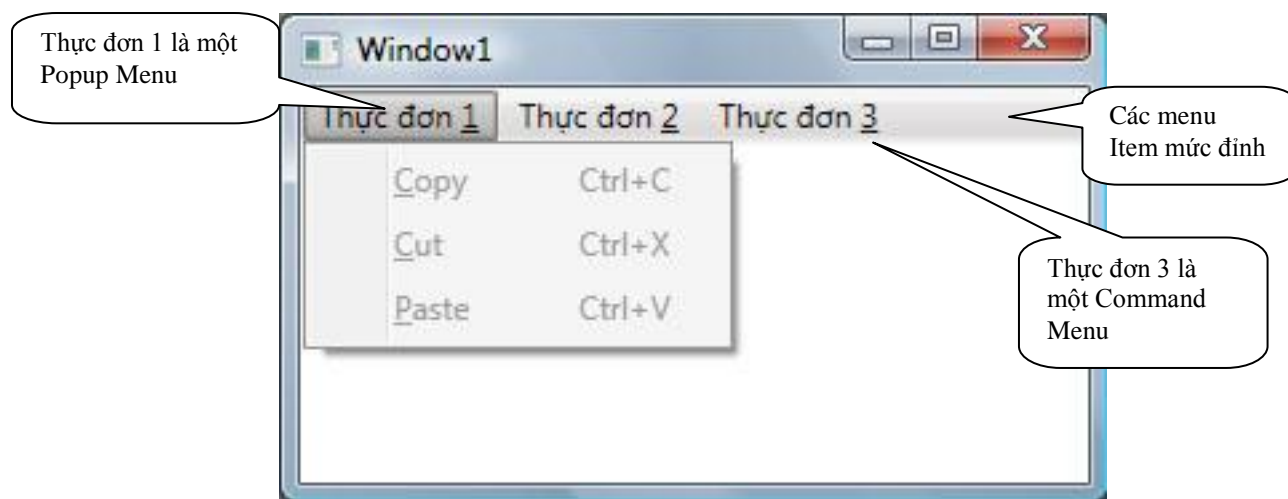 Thực đơn 1 là một
Popup Menu
Window1
Thực đơn 1 Thực đơn 2 Thực đơn 3
Copy Ctrl+C
Cut Ctrl+X
Paste Ctrl+V
Các menu
Item mức đỉnh
Thực đơn 3 là
một Command
Menu